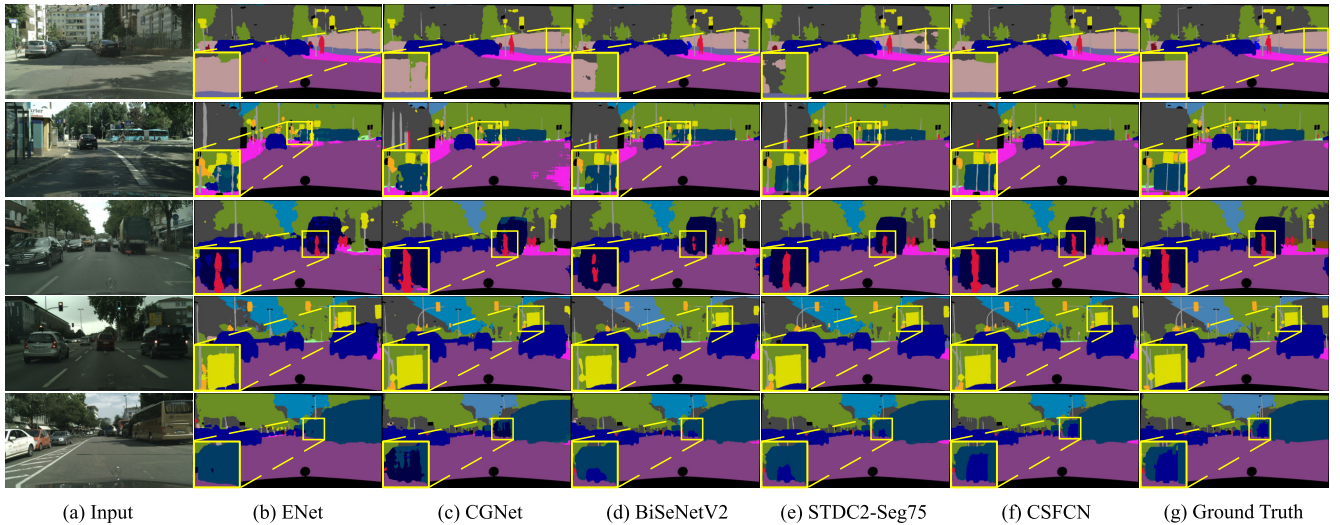 (a) Input (b) ENet (c) CGNet (d) BiSeNetV2 (e) STDC2-Seg75 (f) CSFCN (g) Ground Truth